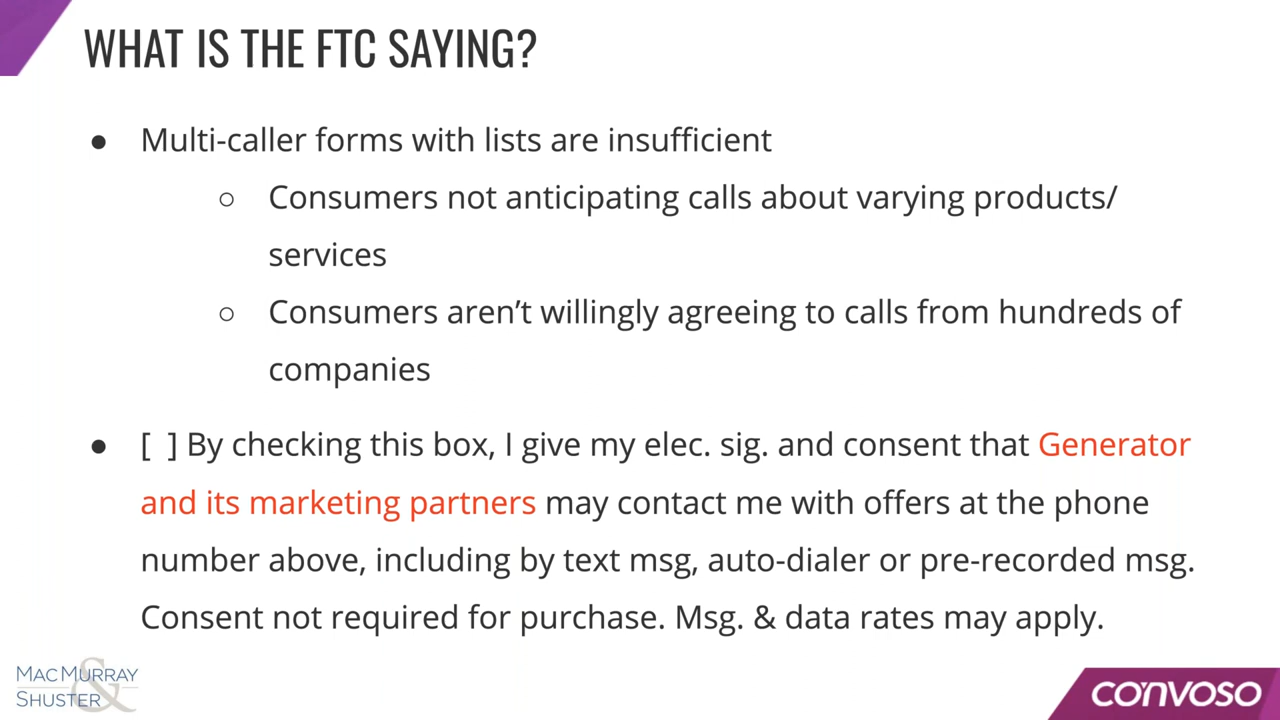 WHAT IS THE FTC SAYING?
● Multi-caller forms with lists are insufficient
○ Consumers not anticipating calls about varying products/
services
○ Consumers aren’t willingly agreeing to calls from hundreds of
companies
● [ ] By checking this box, I give my elec. sig. and consent that Generator
and its marketing partners may contact me with offers at the phone
number above, including by text msg, auto-dialer or pre-recorded msg.
Consent not required for purchase. Msg. & data rates may apply.
MACMURRAY
& SHUSTER
CONVOSO